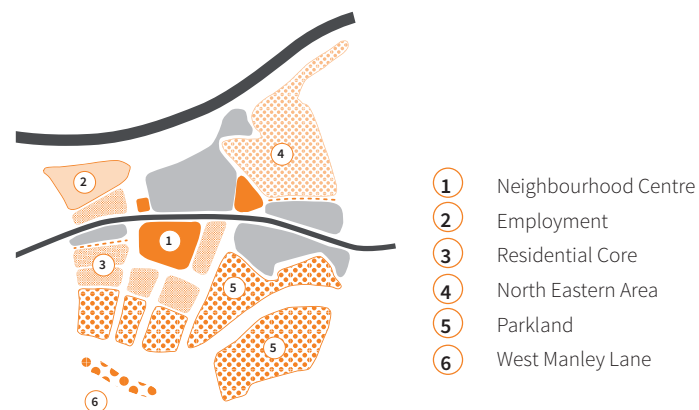 4
2
1
3
5
5
6
1 Neighbourhood Centre
2 Employment
3 Residential Core
4 North Eastern Area
5 Parkland
6 West Manley Lane